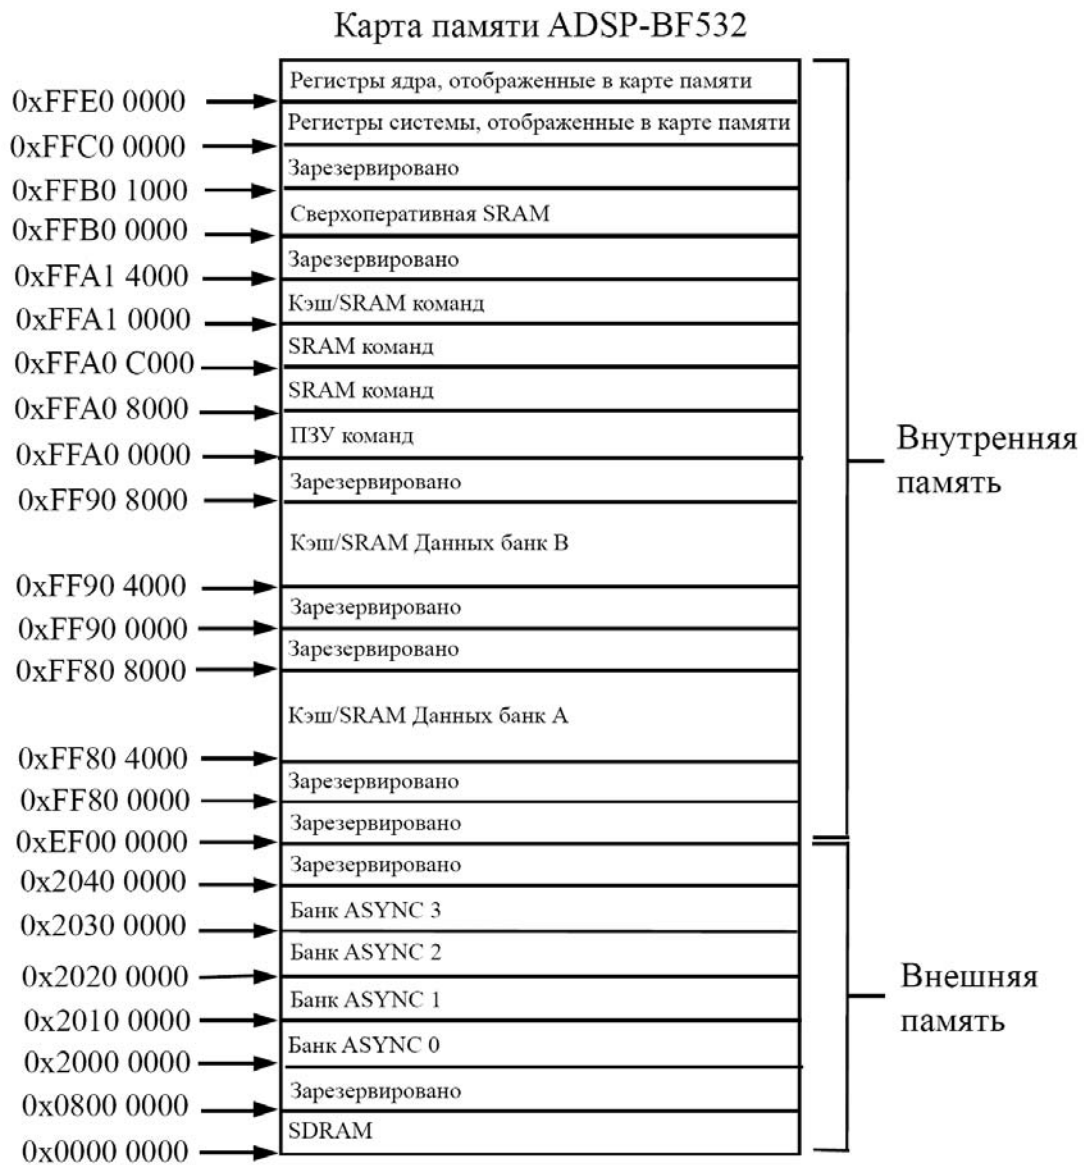 Карта памяти ADSP-BF532
Регистры ядра, отображенные в карте памяти
0xFFE0 0000
Регистры системы, отображенные в карте памяти
0xFFC0 0000
Зарезервировано
0xFFB0 1000
Сверхоперативная SRAM
0xFFB0 0000
Зарезервировано
0xFFA1 4000
Кэш/SRAM команд
0xFFA1 0000
SRAM команд
0xFFA0 C000
SRAM команд
0xFFA0 8000
ПЗУ команд
0xFFA0 0000
Зарезервировано
0xFF90 8000
Кэш/SRAM Данных банк В
0xFF90 4000
Зарезервировано
0xFF90 0000
Зарезервировано
0xFF80 8000
Кэш/SRAM Данных банк А
0xFF80 4000
Зарезервировано
0xFF80 0000
Зарезервировано
0xEF00 0000
Зарезервировано
0x2040 0000
Банк ASYNC 3
0x2030 0000
Банк ASYNC 2
0x2020 0000
Банк ASYNC 1
0x2010 0000
Банк ASYNC 0
0x2000 0000
Зарезервировано
0x0800 0000
SDRAM
0x0000 0000
Внутренняя
память
Внешняя
память